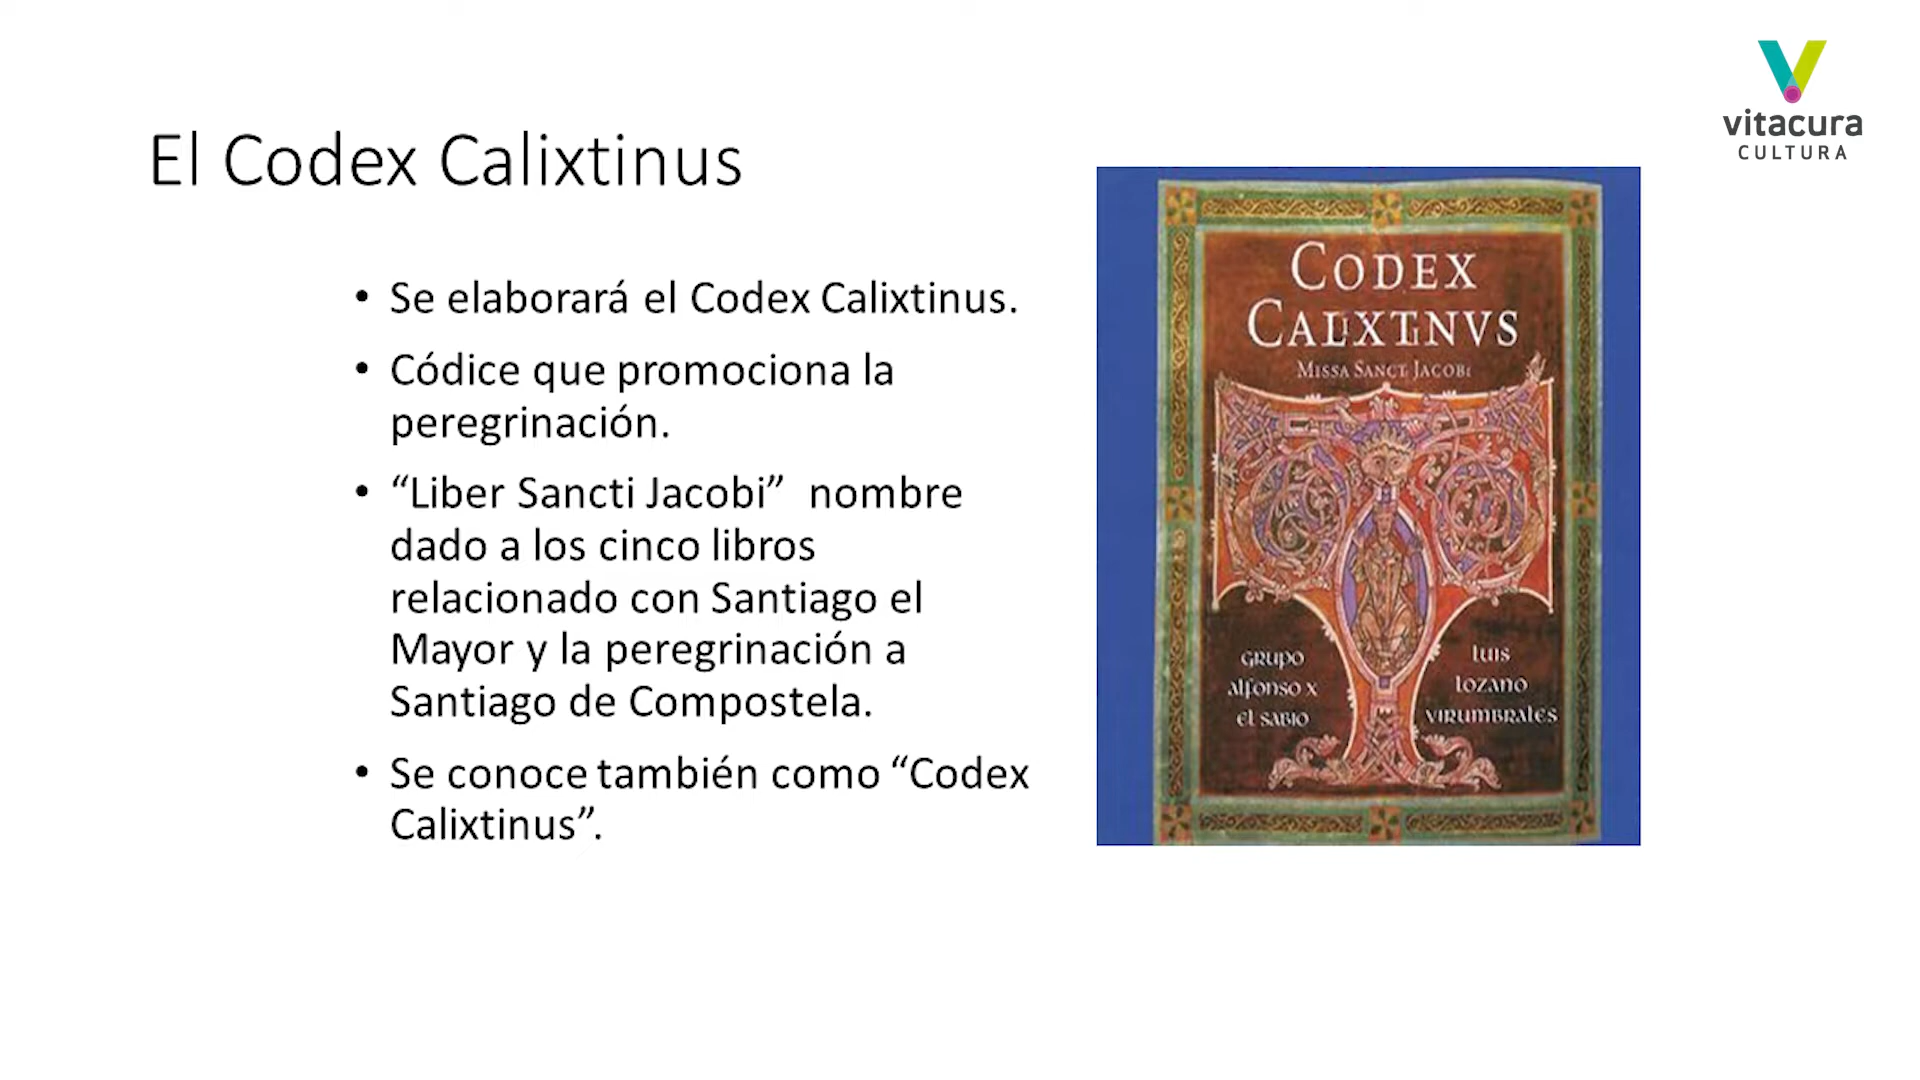 vitacura
CULTURA
El Codex Calixtinus
• Se elaborará el Codex Calixtinus.
• Códice que promociona la
peregrinación.
• “Liber Sancti Jacobi”  nombre
dado a los cinco libros
relacionado con Santiago el
Mayor y la peregrinación a
Santiago de Compostela.
• Se conoce también como “Codex
Calixtinus”.
CODEX
CALIXTINVS
MISSA SANCTI JACOBI
GRUPO
ALFONSO X
EL SABIO
LUIS
LOZANO
VIRUMBRALES